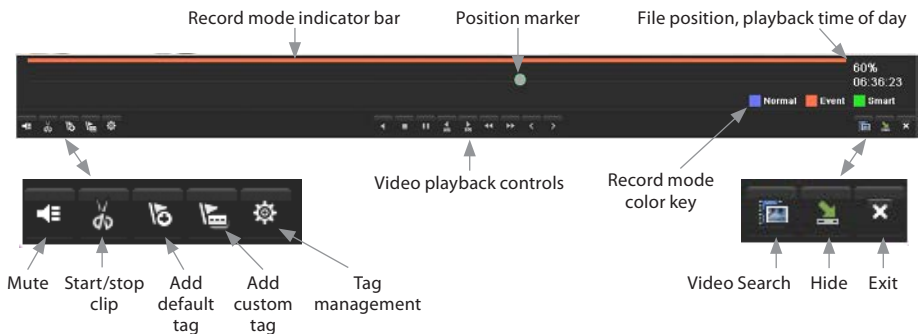 Record mode indicator bar
Position marker
File position, playback time of day
60%
06:36:23
Normal
Event
Smart
Video playback controls
Record mode
color key
Mute
Start/stop
clip
Add
default
tag
Add
custom
tag
Tag
management
Video Search
Hide
Exit